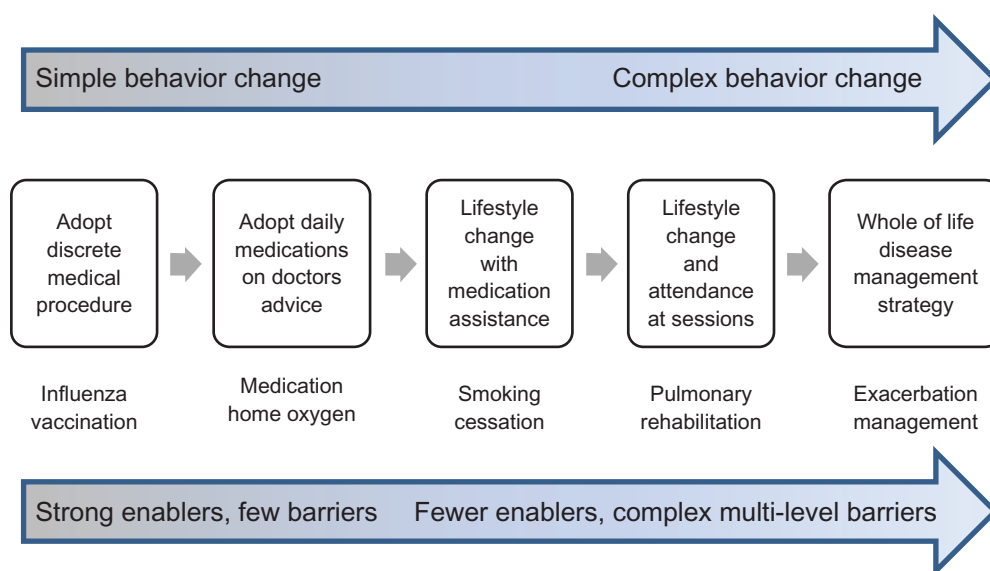 Simple behavior change
Complex behavior change
Adopt
discrete
medical
procedure
Adopt daily
medications
on doctors
advice
Lifestyle
change
with
medication
assistance
Lifestyle
change
and
attendance
at sessions
Whole of life
disease
management
strategy
Influenza
vaccination
Medication
home oxygen
Smoking
cessation
Pulmonary
rehabilitation
Exacerbation
management
Strong enablers, few barriers
Fewer enablers, complex multi-level barriers